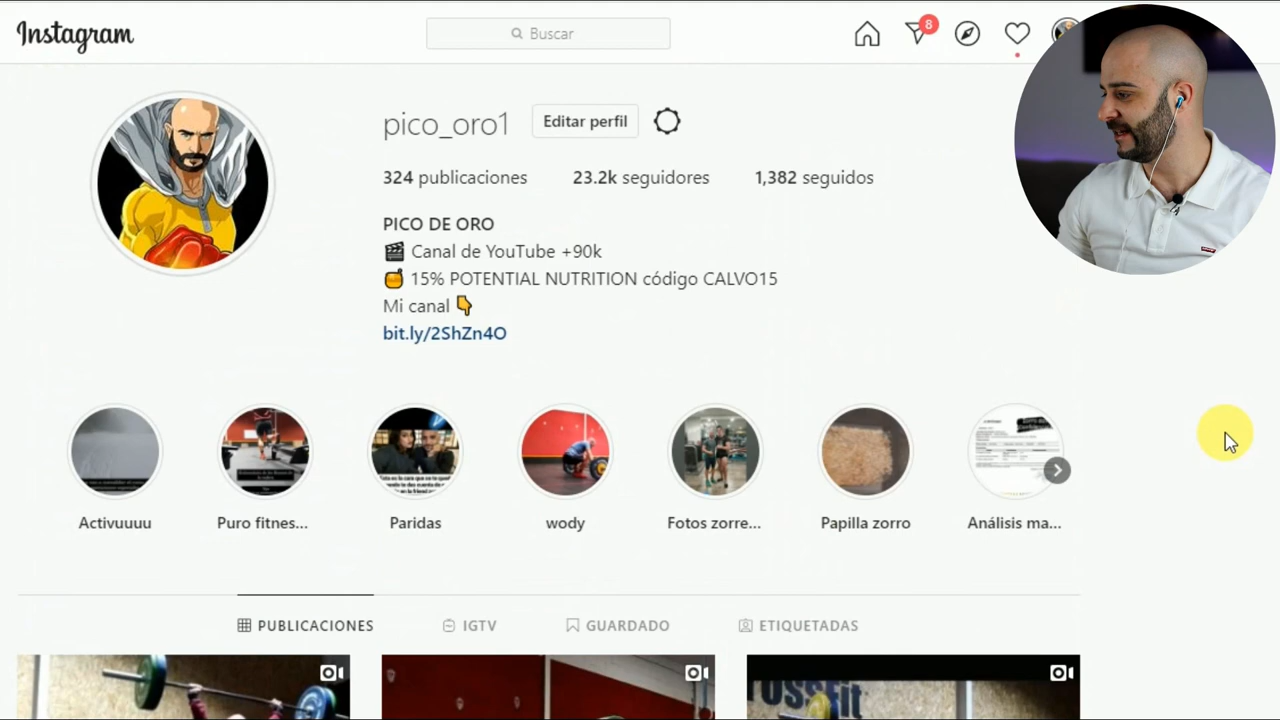 Instagram
Buscar
8
pico_oro1 Editar perfil
324 publicaciones 23.2k seguidores 1,382 seguidos
PICO DE ORO
Canal de YouTube +90k
15% POTENTIAL NUTRITION código CALVO15
Mi canal
bit.ly/2ShZn4O
Activuuuu Puro fitnes... Paridas wody Fotos zorre... Papilla zorro Análisis ma...
PUBLICACIONES IGTV GUARDADO ETIQUETADAS